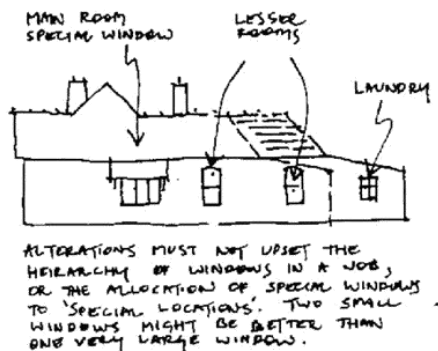 MAIN ROOM
SPECIAL WINDOW
LESSER
ROOMS
LAUNDRY
ALTERATIONS MUST NOT UPSET THE
HEIRARCHY OF WINDOWS IN A
OR THE ALLOCATION OF SPECIAL WINDOWS
TO 'SPECIAL LOCATIONS'. TWO SMALL
WINDOWS MIGHT BE BETTER THAN
ONE VERY LARGE WINDOW.